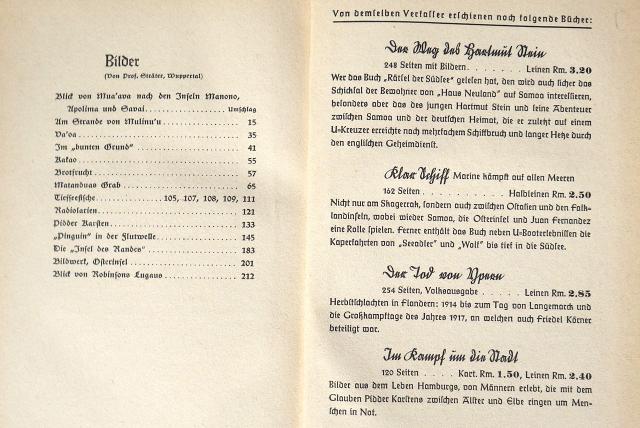 Bilder
(Von Prof. Sträter, Wuppertal)
Blick von Mua'ava nach den Inseln Manono,
Apolima und Savai......................Umschlag
Am Strande von Mulinu'u................15
Va'oa..................................35
Im „bunten Grund“......................41
Kakao..................................55
Brotfrucht.............................57
Matanduas Grab.........................65
Tiefseefische............105, 107, 108, 109, 111
Radiolarien............................121
Pidder Karsten.........................133
„Pinguin“ in der Flutwelle.............145
Die „Insel des Randes“.................183
Bildwerk, Osterinsel...................201
Blick von Robinsons Lugaus.............212
Von demselben Verfasser erschienen noch folgende Bücher:
Der Weg des Hartmut Stein
248 Seiten mit Bildern. . . . . . . . Leinen Rm. 3.20
Wer das Buch „Rätsel der Südsee“ gelesen hat, den wird auch sicher das
Schicksal der Bewohner von „Haus Neuland“ auf Samoa interessieren,
besonders aber das des jungen Hartmut Stein und seine Abenteuer
zwischen Samoa und der deutschen Heimat, die er zuletzt auf einem
U-Kreuzer erreichte nach mehrfachem Schiffbruch und langer Hetze durch
den englischen Geheimdienst.
Klar Schiff Marine kämpft auf allen Meeren
162 Seiten . . . . . . . . Halbleinen Rm. 2.50
Nicht nur am Skagerrak, sondern auch zwischen Ostasien und den Falk-
landinseln, wobei wieder Samoa, die Osterinsel und Juan Fernandez
eine Rolle spielen. Ferner enthält das Buch neben U-Booterlebnissen die
Kaperfahrten von „Seeadler“ und „Wolf“ bis tief in die Südsee.
Der Tod von Ypern
254 Seiten, Volksausgabe . . . . . Leinen Rm. 2.85
Herbstschlachten in Flandern: 1914 bis zum Tag von Langemarck und
die Großkampftage des Jahres 1917, an welchen auch Friedel Körner
beteiligt war.
Im Kampf um die Stadt
120 Seiten . . . . Kart. Rm. 1.50, Leinen Rm. 2.40
Bilder aus dem Leben Hamburgs, von Männern erlebt, die mit dem
Glauben Pidder Karstens zwischen Alster und Elbe ringen um Men-
schen in Not.